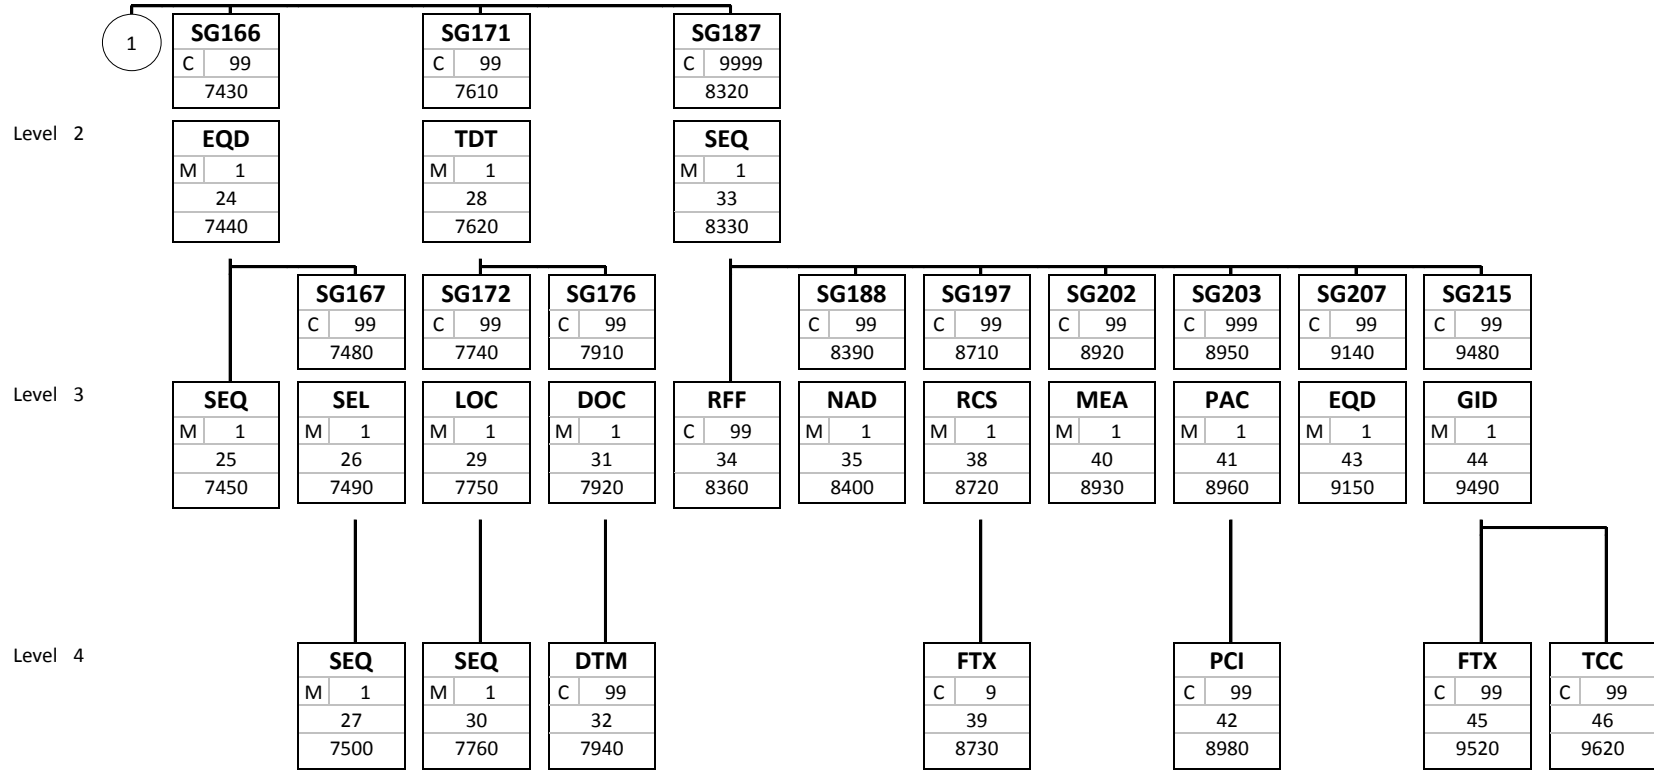 1
SG166 SG171 SG187
C 99 C 99 C 9999
7430 7610 8320
Level 2
EQD TDT SEQ
M 1 M 1 M 1
24 28 33
7440 7620 8330
SG167 SG172 SG176 SG188 SG197 SG202 SG203 SG207 SG215
C 99 C 99 C 99 C 99 C 99 C 99 C 999 C 99 C 99
7480 7740 7910 8390 8710 8920 8950 9140 9480
Level 3
SEQ SEL LOC DOC RFF NAD RCS MEA PAC EQD GID
M 1 M 1 M 1 M 1 C 99 M 1 M 1 M 1 M 1 M 1 M 1
25 26 29 31 34 35 38 40 41 43 44
7450 7490 7750 7920 8360 8400 8720 8930 8960 9150 9490
Level 4
SEQ SEQ DTM FTX PCI FTX TCC
M 1 M 1 C 99 C 9 C 99 C 99 C 99
27 30 32 39 42 45 46
7500 7760 7940 8730 8980 9520 9620